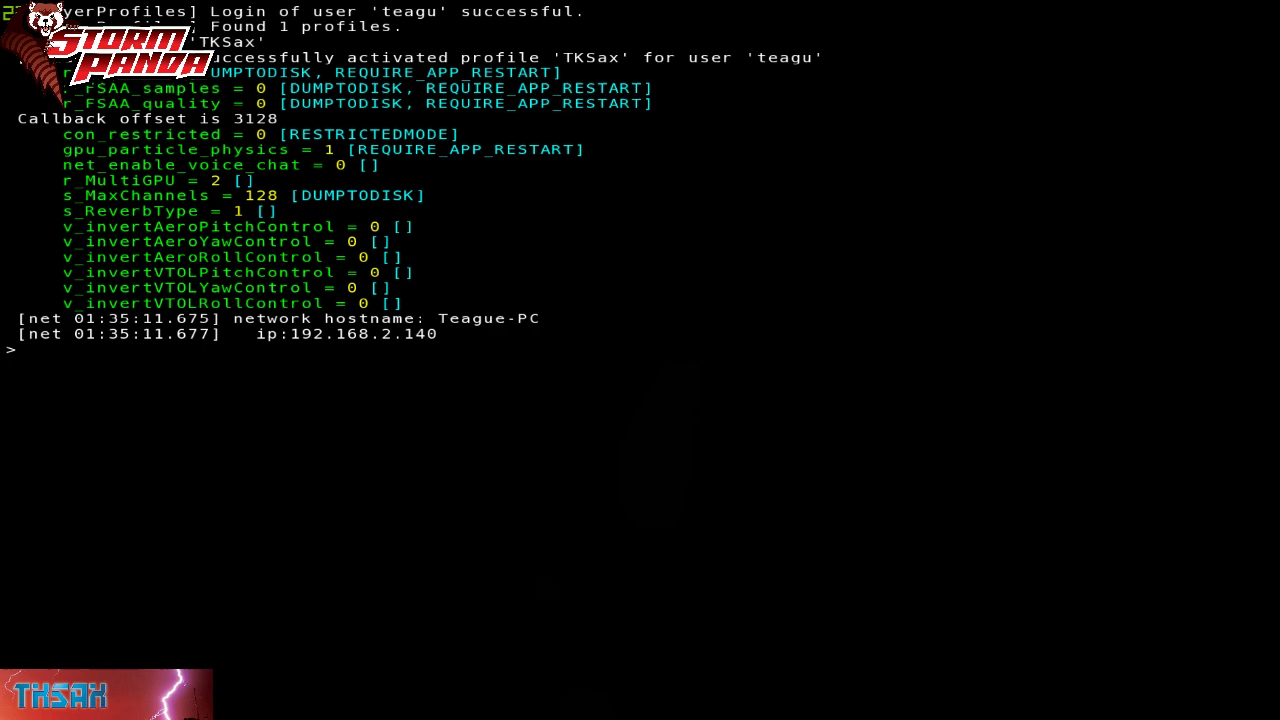 yerProfiles] Login of user 'teagu' successful.
Found 1 profiles.
'TKSax'
uccessfully activated profile 'TKSax' for user 'teagu'
DUMPTODISK, REQUIRE_APP_RESTART]
r_FSAA_samples = 0 [DUMPTODISK, REQUIRE_APP_RESTART]
r_FSAA_quality = 0 [DUMPTODISK, REQUIRE_APP_RESTART]
Callback offset is 3128
con_restricted = 0 [RESTRICTEDMODE]
gpu_particle_physics = 1 [REQUIRE_APP_RESTART]
net_enable_voice_chat = 0 []
r_MultiGPU = 2 []
s_MaxChannels = 128 [DUMPTODISK]
s_ReverbType = 1 []
v_invertAeroPitchControl = 0 []
v_invertAeroYawControl = 0 []
v_invertAeroRollControl = 0 []
v_invertVTOLPitchControl = 0 []
v_invertVTOLYawControl = 0 []
v_invertVTOLRollControl = 0 []
[net 01:35:11.675] network hostname: Teague-PC
[net 01:35:11.677] ip:192.168.2.140
>
STORM
PANDA
TKSAX